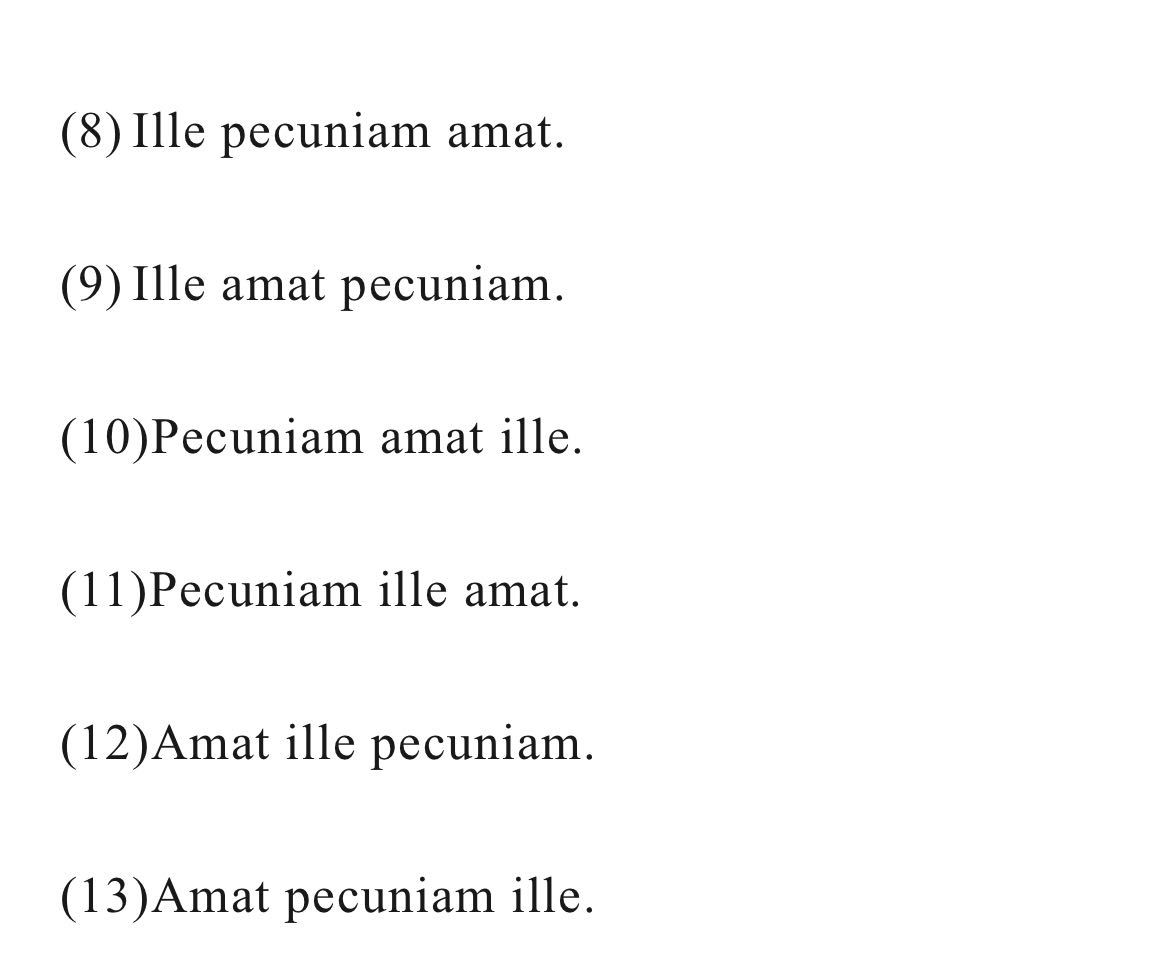 (8) Ille pecuniam amat.
(9) Ille amat pecuniam.
(10)Pecuniam amat ille.
(11)Pecuniam ille amat.
(12)Amat ille pecuniam.
(13)Amat pecuniam ille.